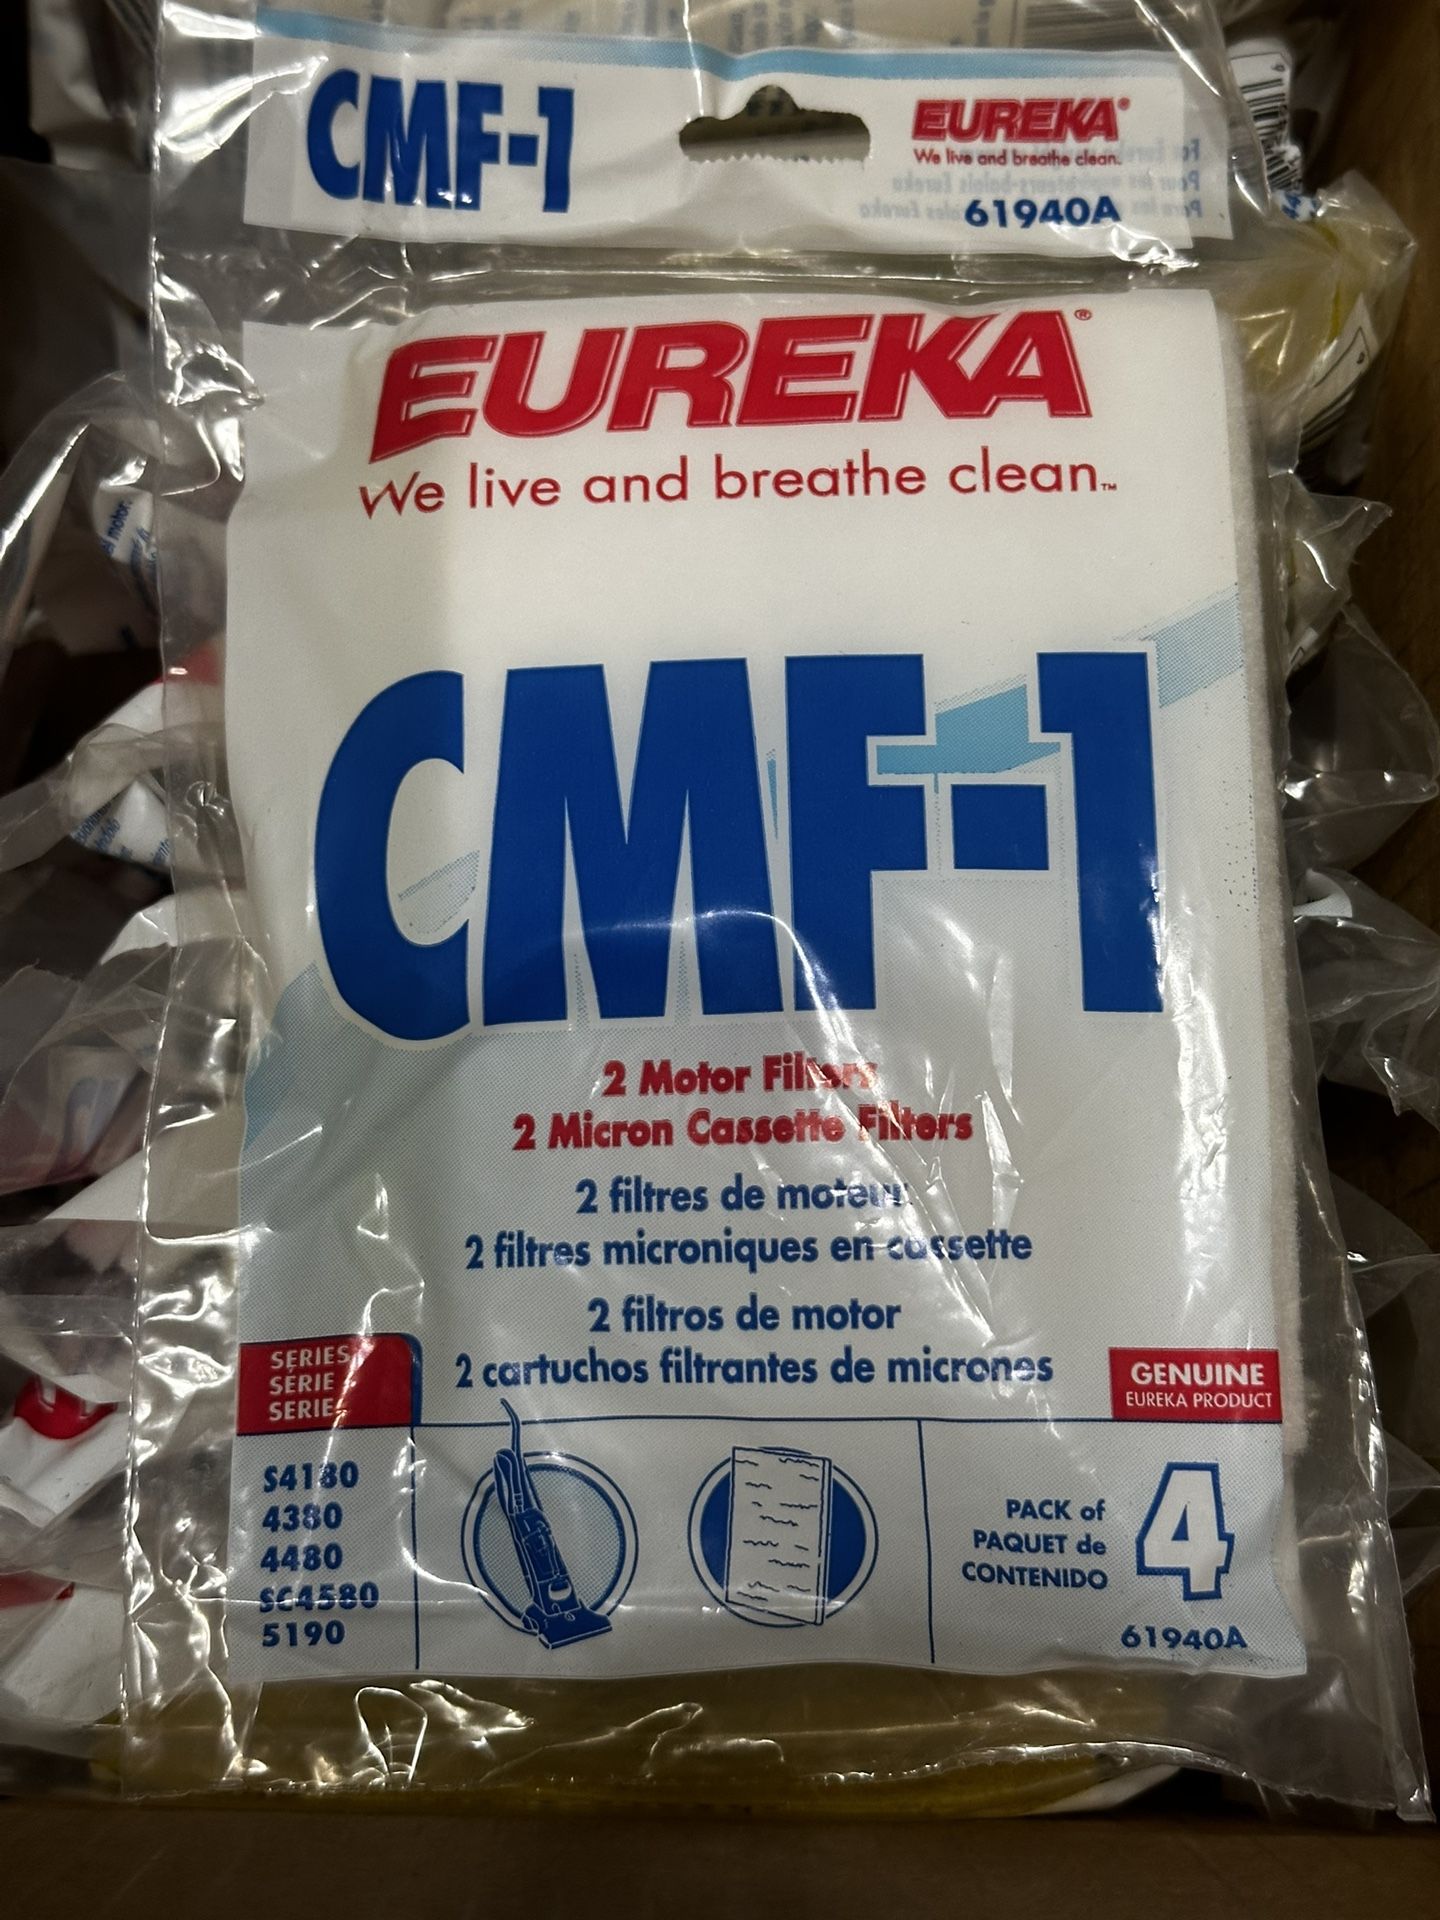 CMF-1
EUREKA®
We live and breathe clean.
61940A
EUREKA®
We live and breathe clean.™
CMF-1
2 Motor Filters
2 Micron Cassette Filters
2 filtres de moteur
2 filtres microniques en cassette
2 filtros de motor
2 cartuchos filtrantes de micrones
SERIES
SÉRIE
SERIE
GENUINE
EUREKA PRODUCT
S4180
4380
4480
SC4580
5190
PACK of
PAQUET de
CONTENIDO
4
61940A